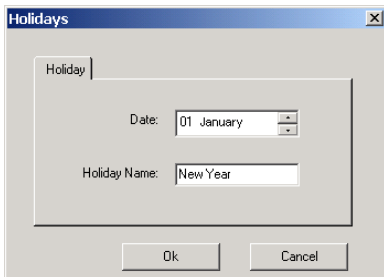 Holidays
Holiday
Date: 01 January
Holiday Name: New Year
Ok Cancel